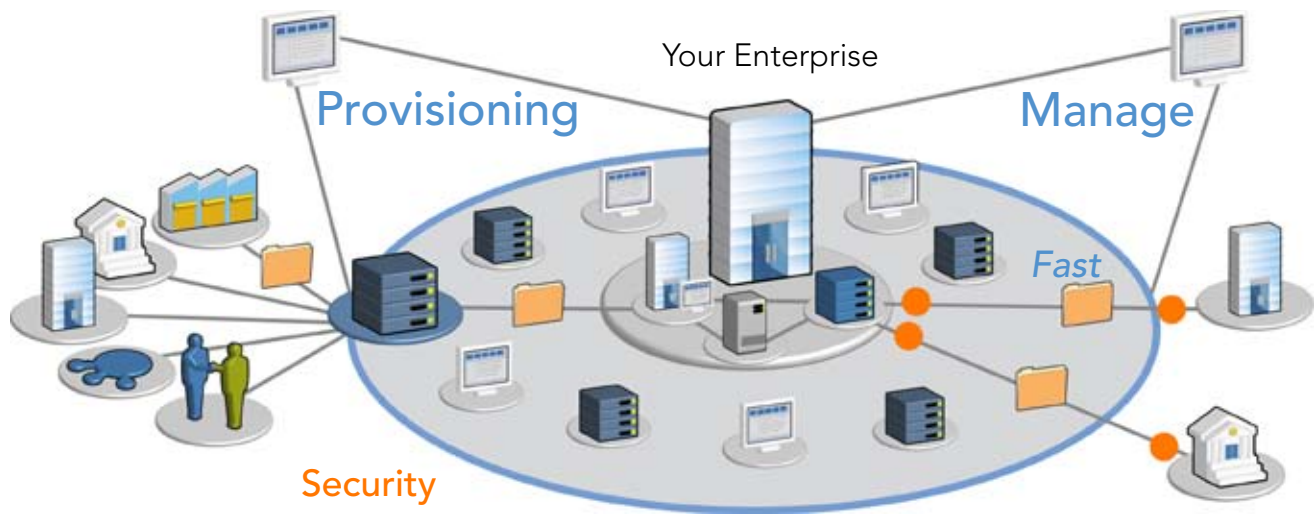 Your Enterprise
Provisioning
Manage
Fast
Security